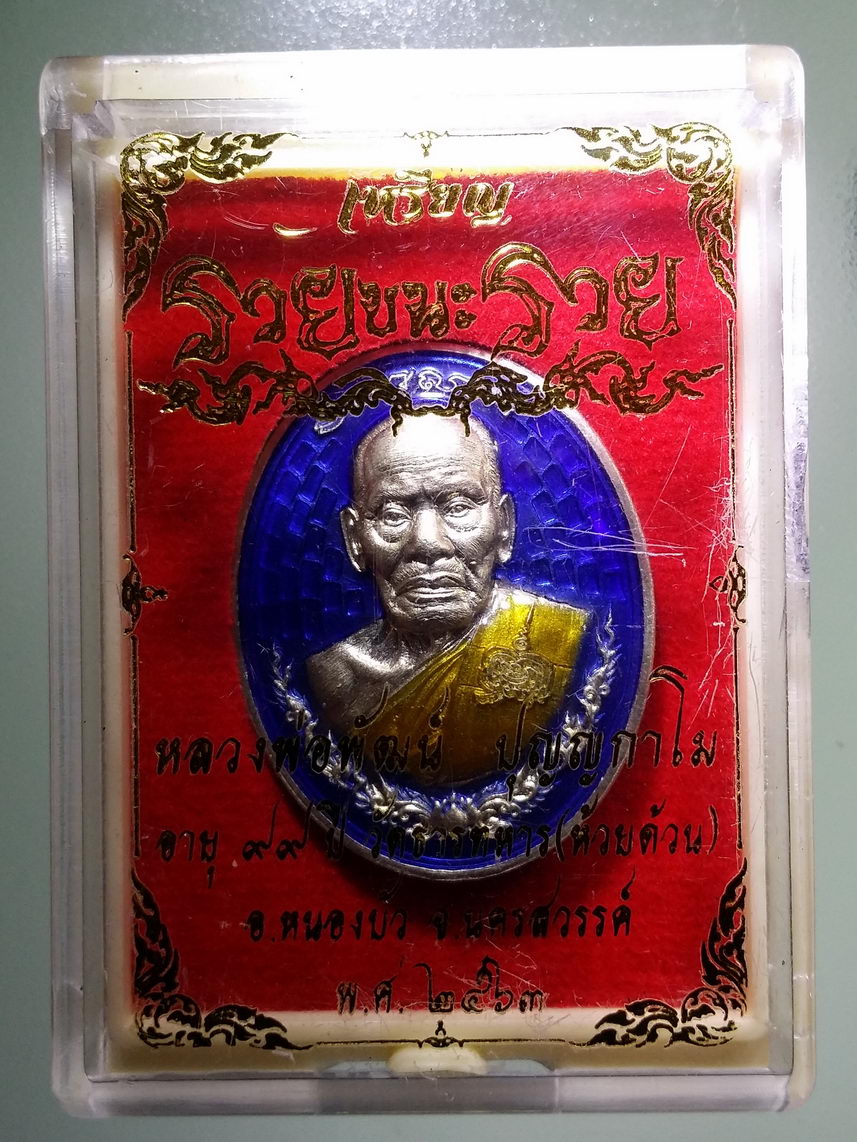 เหรียญ
รวยชนะรวย
หลวงพ่อพัฒน์ ปุญญกาโม
อายุ ๙๙ ปี วัดธารทหาร(ห้วยด้วน)
อ.หนองบัว จ.นครสวรรค์
พ.ศ. ๒๕๖๓